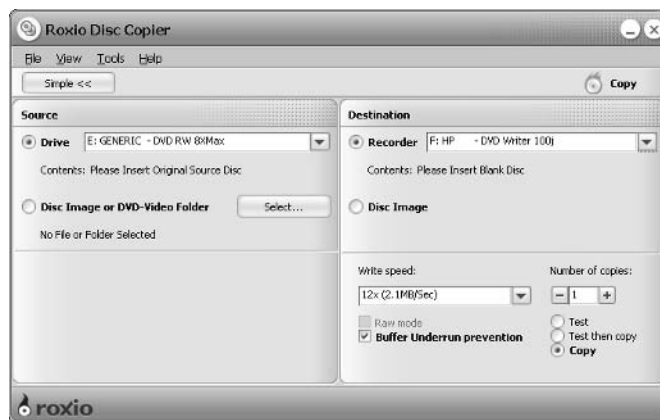 Roxio Disc Copier
File View Tools Help
Simple <<
Copy
Source
Drive E: GENERIC - DVD RW 8XMax
Contents: Please Insert Original Source Disc
Disc Image or DVD-Video Folder Select...
No File or Folder Selected
Destination
Recorder F: HP - DVD Writer 100j
Contents: Please Insert Blank Disc
Disc Image
Write speed:
12x (2.1MB/Sec)
Raw mode
Buffer Underrun prevention
Number of copies:
1
Test
Test then copy
Copy
roxio